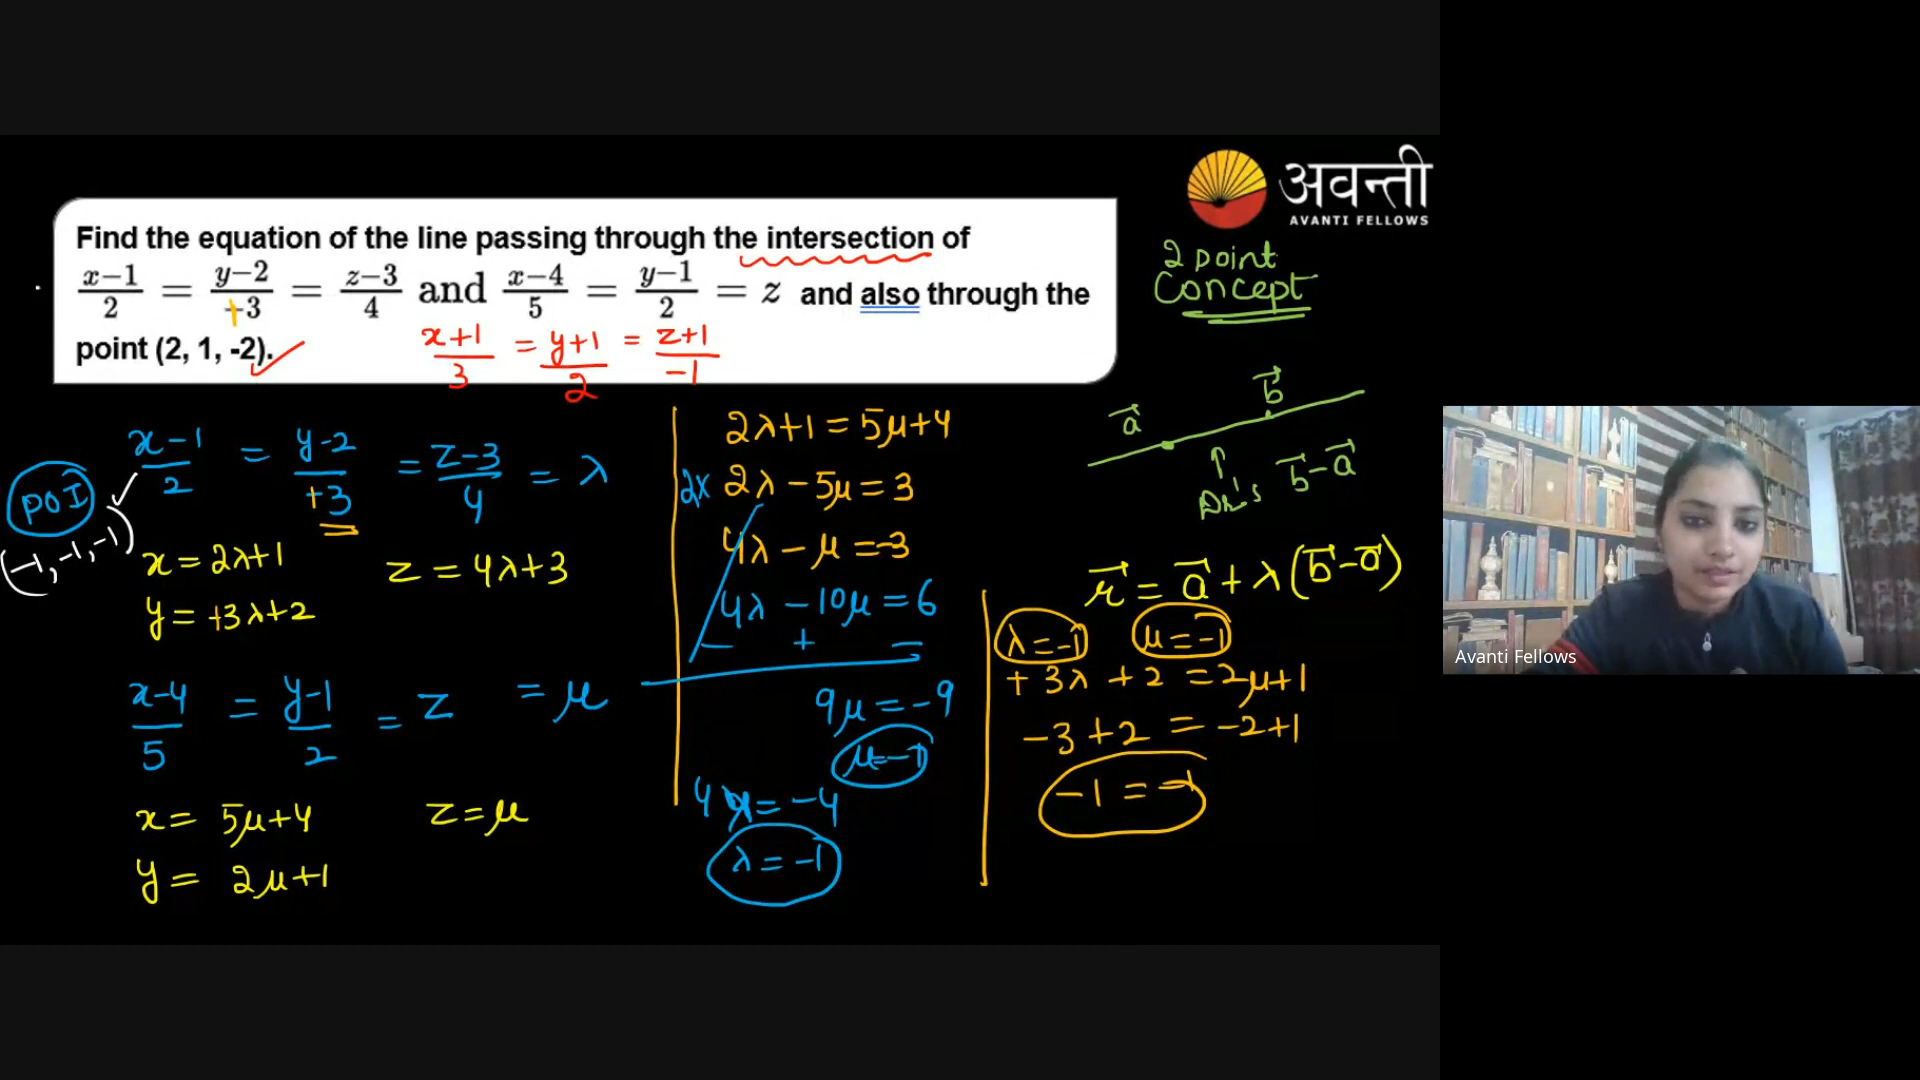 अवन्ती
AVANTI FELLOWS
Find the equation of the line passing through the intersection of
x−1/2 = y−2/+3 = z−3/4 and x−4/5 = y−1/2 = z and also through the
point (2, 1, -2).
x+1/3 = y+1/2 = z+1/-1
2 point
Concept
POI
(-1,-1,-1)
x-1/2 = y-2/+3 = z-3/4 = λ
x = 2λ+1
z = 4λ+3
y = +3λ+2
x-4/5 = y-1/2 = z = μ
x = 5μ+4
z = μ
y = 2μ+1
2λ+1 = 5μ+4
2x 2λ - 5μ = 3
4λ - μ = -3
4λ - 10μ = 6
- + =
9μ = -9
μ = -1
= -4
λ = -1
a⃗
b⃗
Dr's b⃗-a⃗
r⃗ = a⃗ + λ(b⃗-a⃗)
λ = -1 μ = -1
+3λ+2 = 2μ+1
-3+2 = -2+1
-1 = -1
Avanti Fellows